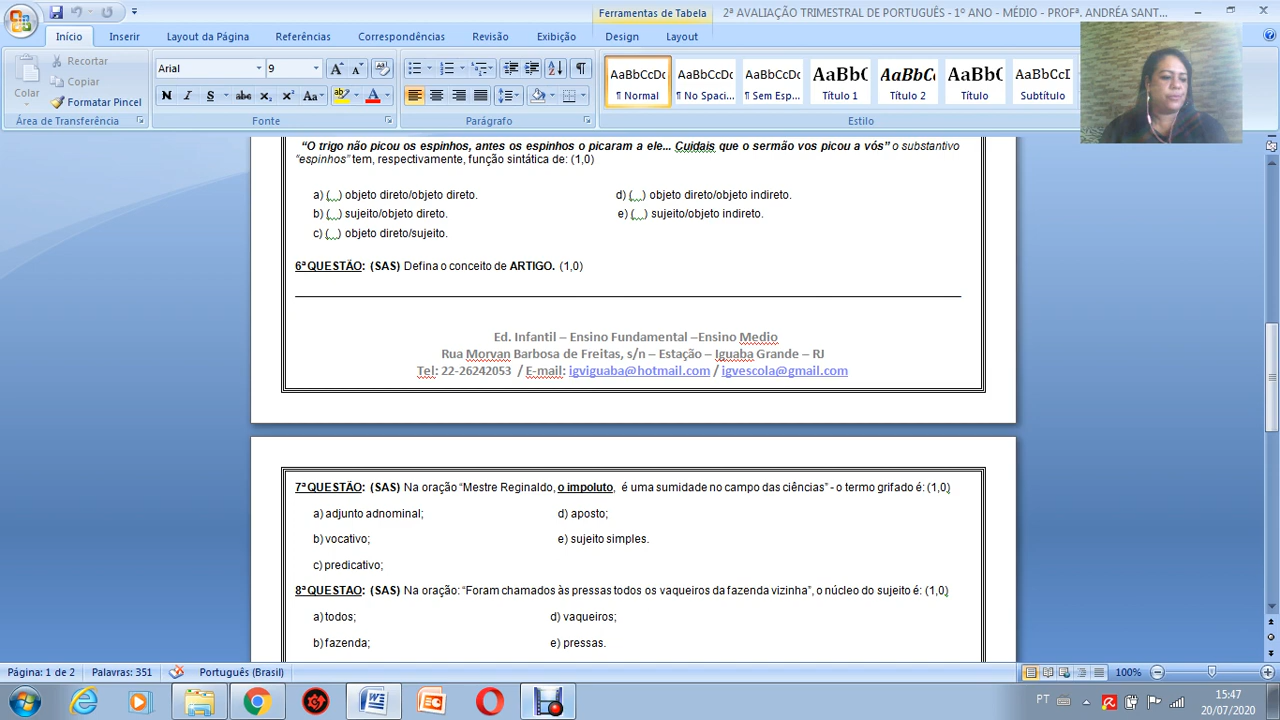 Ferramentas de Tabela
2ª AVALIAÇÃO TRIMESTRAL DE PORTUGUÊS - 1º ANO - MÉDIO - PROFª. ANDRÉA SANT...
Início Inserir Layout da Página Referências Correspondências Revisão Exibição Design Layout
Colar
Recortar
Copiar
Formatar Pincel
Área de Transferência
Arial 9
N I S abe x₂ x² Aa ab A
Fonte
Parágrafo
AaBbCcDc AaBbCcDc AaBbCcDc AaBbC AaBbC AaBbC AaBbCcI
¶ Normal ¶ No Spaci... ¶ Sem Esp... Título 1 Título 2 Título Subtítulo
Estilo
“O trigo não picou os espinhos, antes os espinhos o picaram a ele... Cuidais que o sermão vos picou a vós” o substantivo
“espinhos” tem, respectivamente, função sintática de: (1,0)
a) ( ) objeto direto/objeto direto. d) ( ) objeto direto/objeto indireto.
b) ( ) sujeito/objeto direto. e) ( ) sujeito/objeto indireto.
c) ( ) objeto direto/sujeito.
6ª QUESTÃO: (SAS) Defina o conceito de ARTIGO. (1,0)
Ed. Infantil – Ensino Fundamental –Ensino Medio
Rua Morvan Barbosa de Freitas, s/n – Estação – Iguaba Grande – RJ
Tel: 22-26242053 / E-mail: igviguaba@hotmail.com / igvescola@gmail.com
7ª QUESTÃO: (SAS) Na oração “Mestre Reginaldo, o impoluto, é uma sumidade no campo das ciências” - o termo grifado é: (1,0)
a) adjunto adnominal; d) aposto;
b) vocativo; e) sujeito simples.
c) predicativo;
8ª QUESTAO: (SAS) Na oração: “Foram chamados às pressas todos os vaqueiros da fazenda vizinha”, o núcleo do sujeito é: (1,0)
a) todos; d) vaqueiros;
b) fazenda; e) pressas.
Página: 1 de 2 Palavras: 351 Português (Brasil) 100%
PT 15:47
20/07/2020